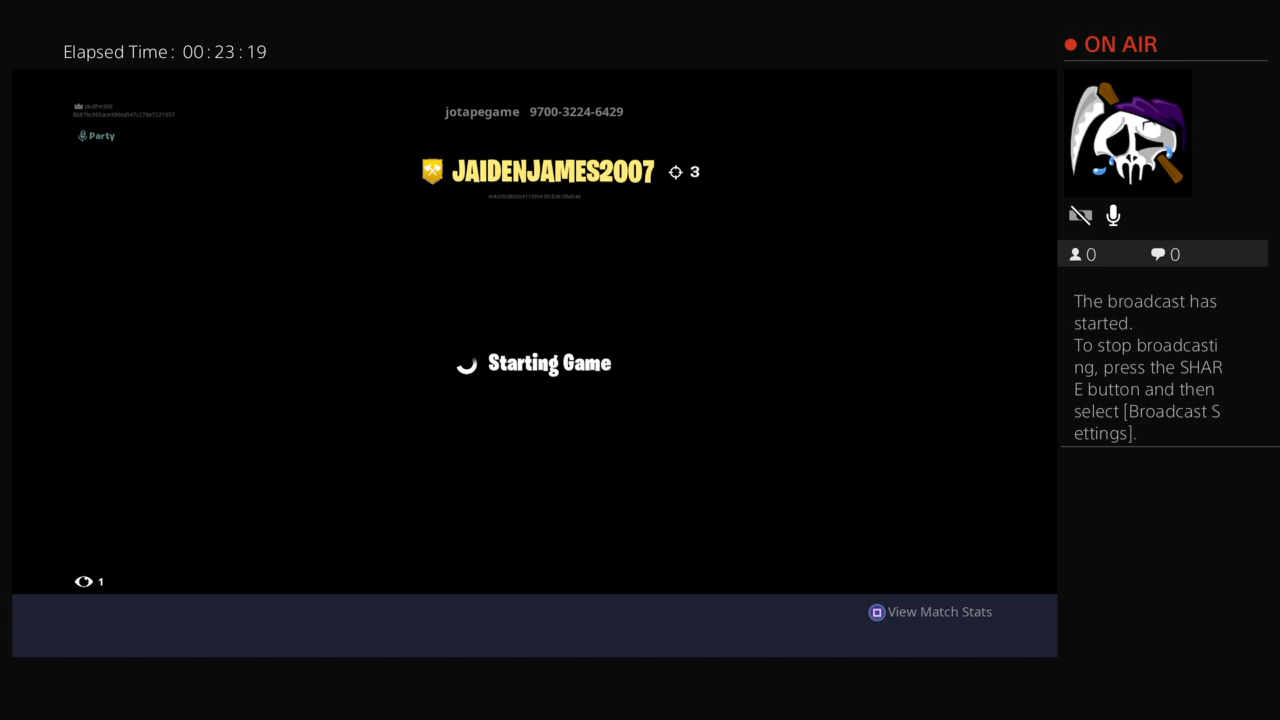 Elapsed Time: 00:23:19
ON AIR
jotapegame 9700-3224-6429
Party
JAIDENJAMES2007 3
0 0
The broadcast has
started.
To stop broadcasti
ng, press the SHAR
E button and then
select [Broadcast S
ettings].
Starting Game
1
View Match Stats